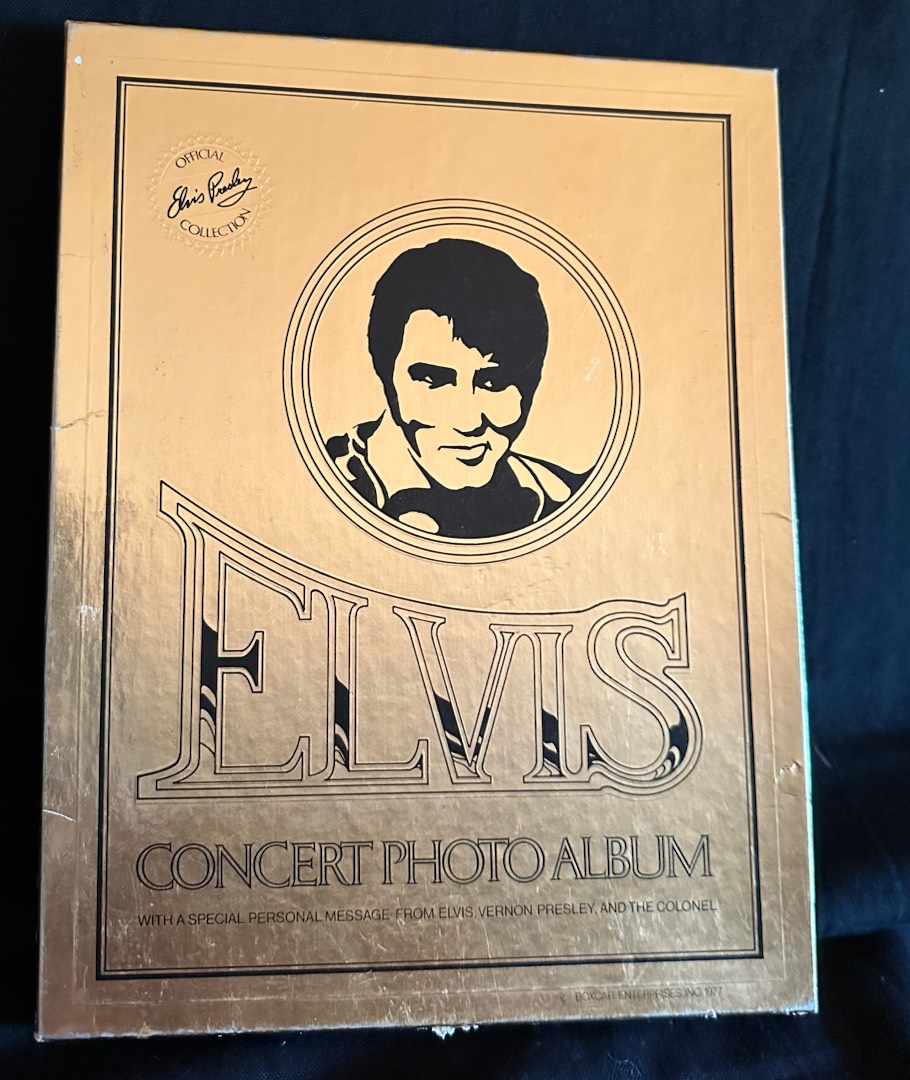 OFFICIAL
Elvis Presley
COLLECTION
ELVIS
CONCERT PHOTO ALBUM
WITH A SPECIAL PERSONAL MESSAGE FROM ELVIS, VERNON PRESLEY, AND THE COLONEL
© BOXCAR ENTERPRISES, INC. 1977